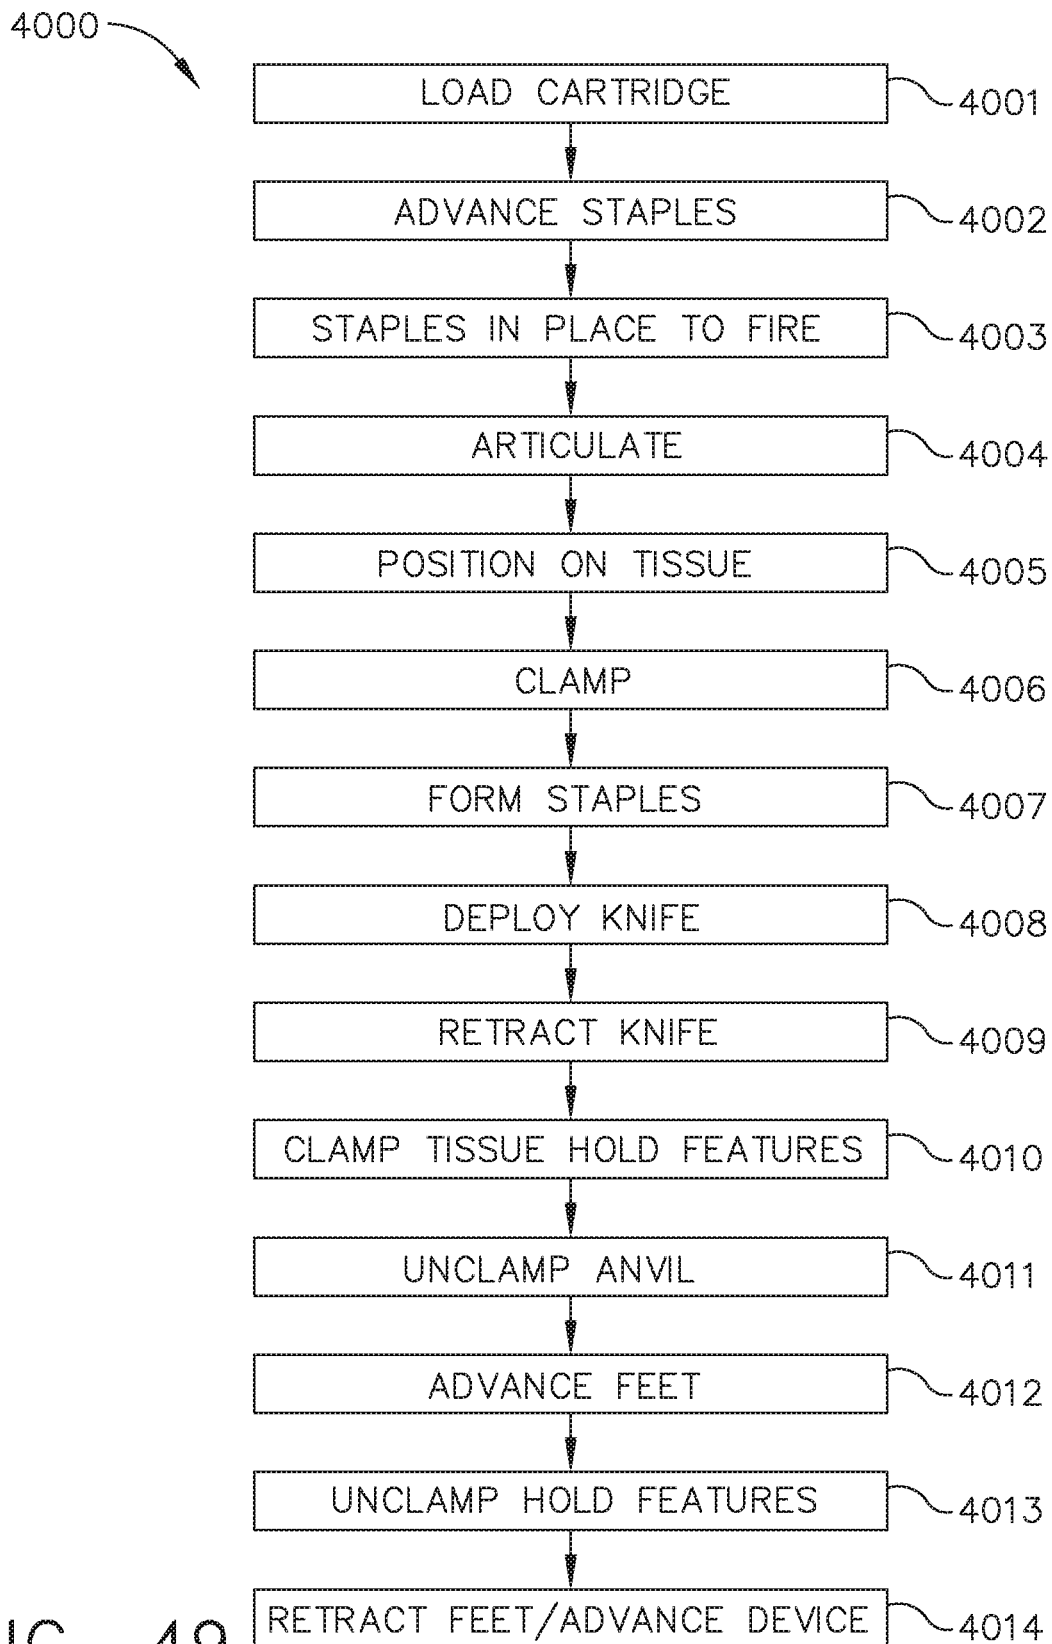 4000
LOAD CARTRIDGE 4001
ADVANCE STAPLES 4002
STAPLES IN PLACE TO FIRE 4003
ARTICULATE 4004
POSITION ON TISSUE 4005
CLAMP 4006
FORM STAPLES 4007
DEPLOY KNIFE 4008
RETRACT KNIFE 4009
CLAMP TISSUE HOLD FEATURES 4010
UNCLAMP ANVIL 4011
ADVANCE FEET 4012
UNCLAMP HOLD FEATURES 4013
RETRACT FEET/ADVANCE DEVICE 4014